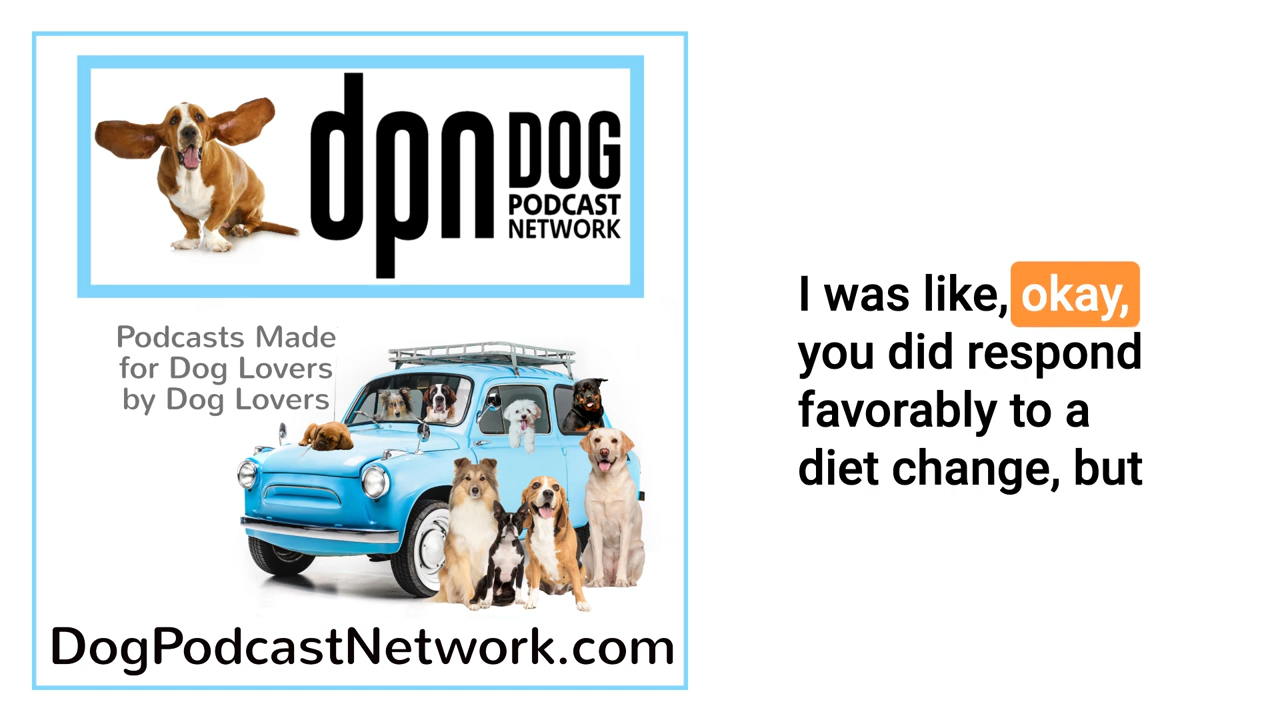 dpn DOG
PODCAST
NETWORK
Podcasts Made
for Dog Lovers
by Dog Lovers
DogPodcastNetwork.com
I was like, okay,
you did respond
favorably to a
diet change, but